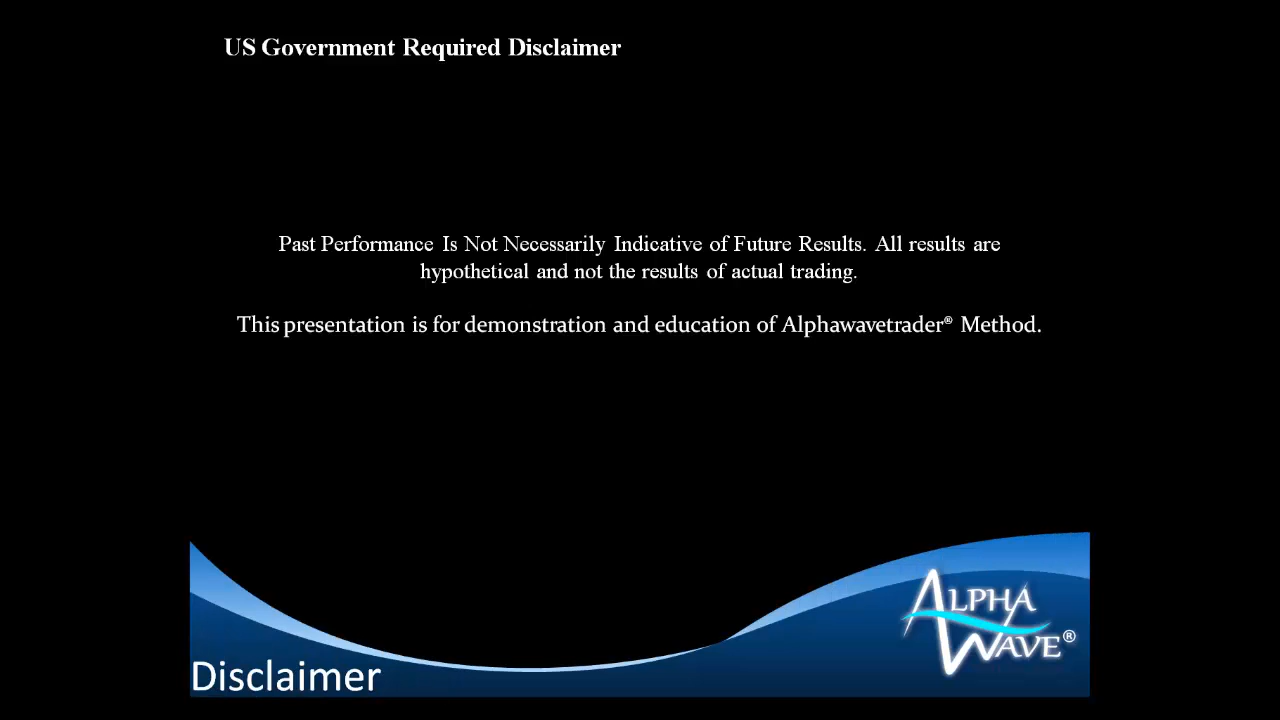 US Government Required Disclaimer
Past Performance Is Not Necessarily Indicative of Future Results. All results are
hypothetical and not the results of actual trading.
This presentation is for demonstration and education of Alphawavetrader® Method.
ALPHA
WAVE®
Disclaimer